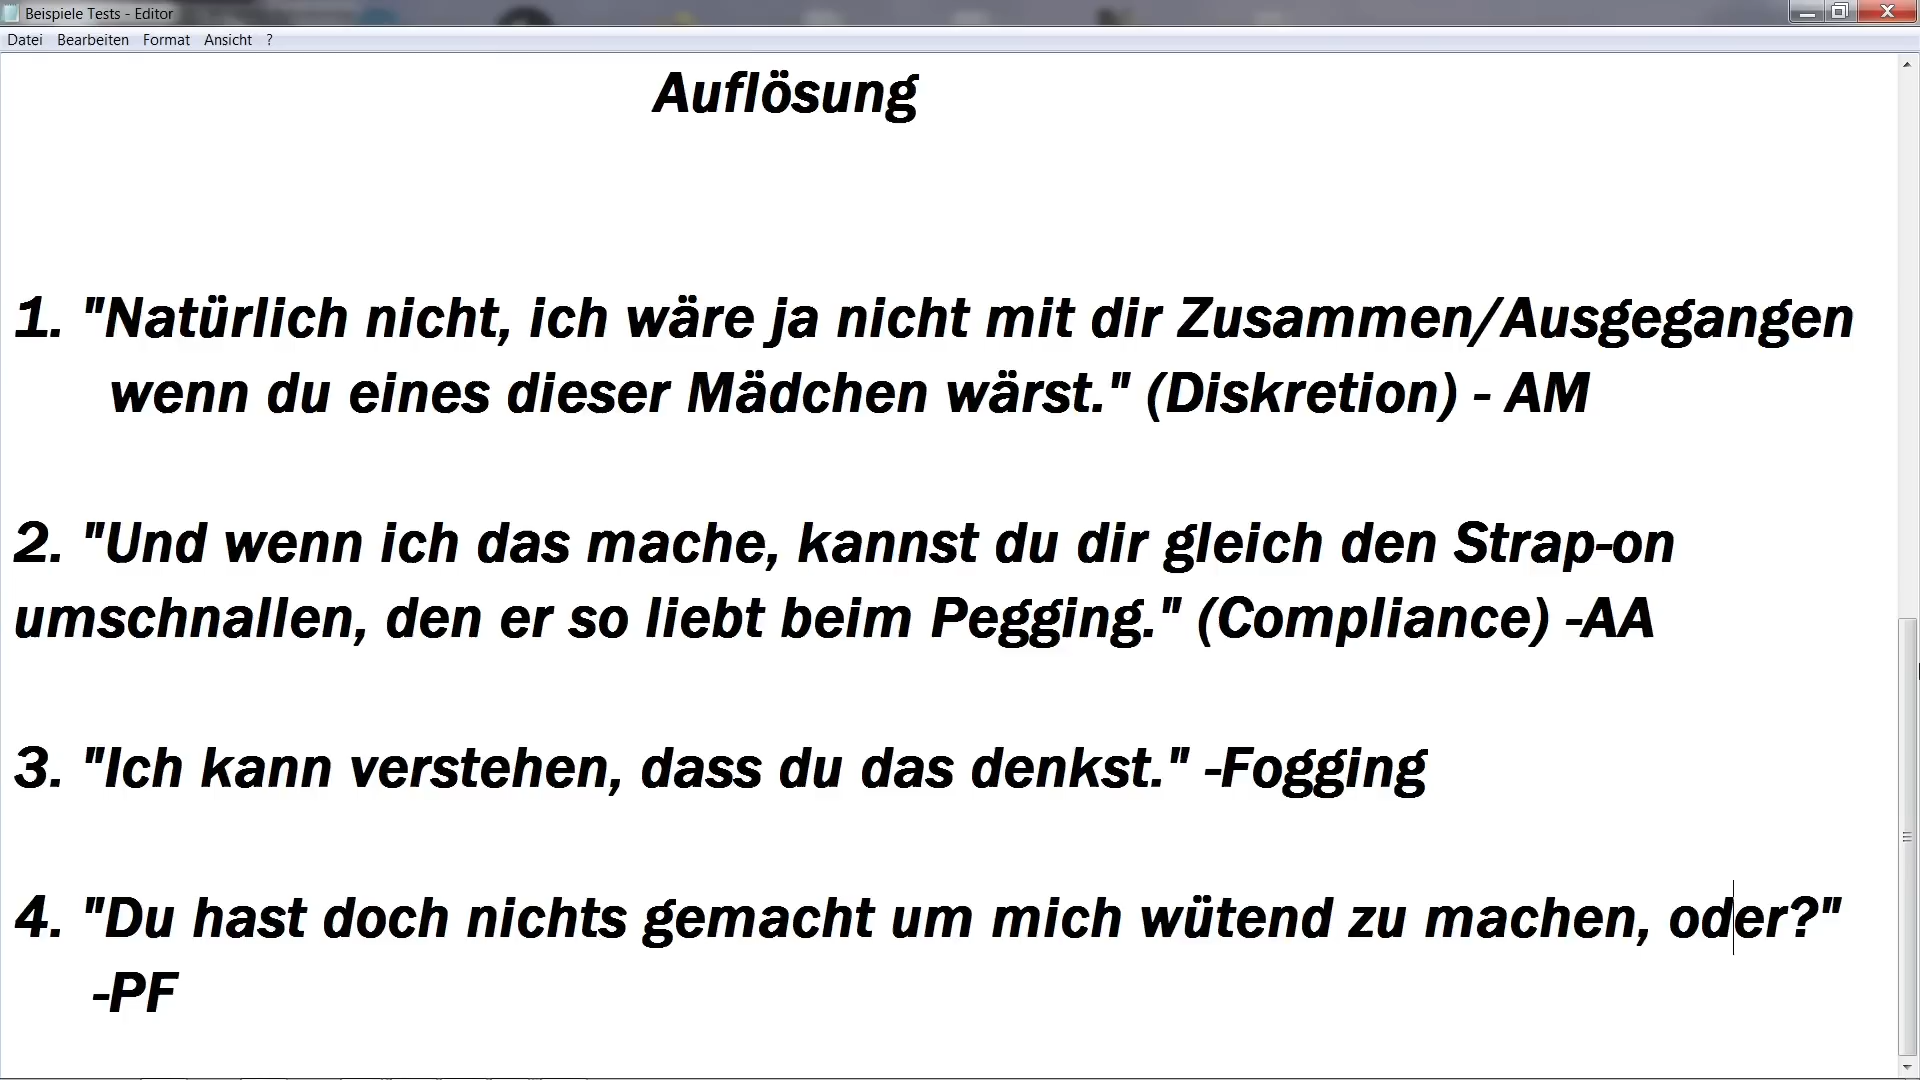 Beispiele Tests - Editor
Datei Bearbeiten Format Ansicht ?
Auflösung
1. "Natürlich nicht, ich wäre ja nicht mit dir Zusammen/Ausgegangen
wenn du eines dieser Mädchen wärst." (Diskretion) - AM
2. "Und wenn ich das mache, kannst du dir gleich den Strap-on
umschnallen, den er so liebt beim Pegging." (Compliance) -AA
3. "Ich kann verstehen, dass du das denkst." -Fogging
4. "Du hast doch nichts gemacht um mich wütend zu machen, oder?"
-PF